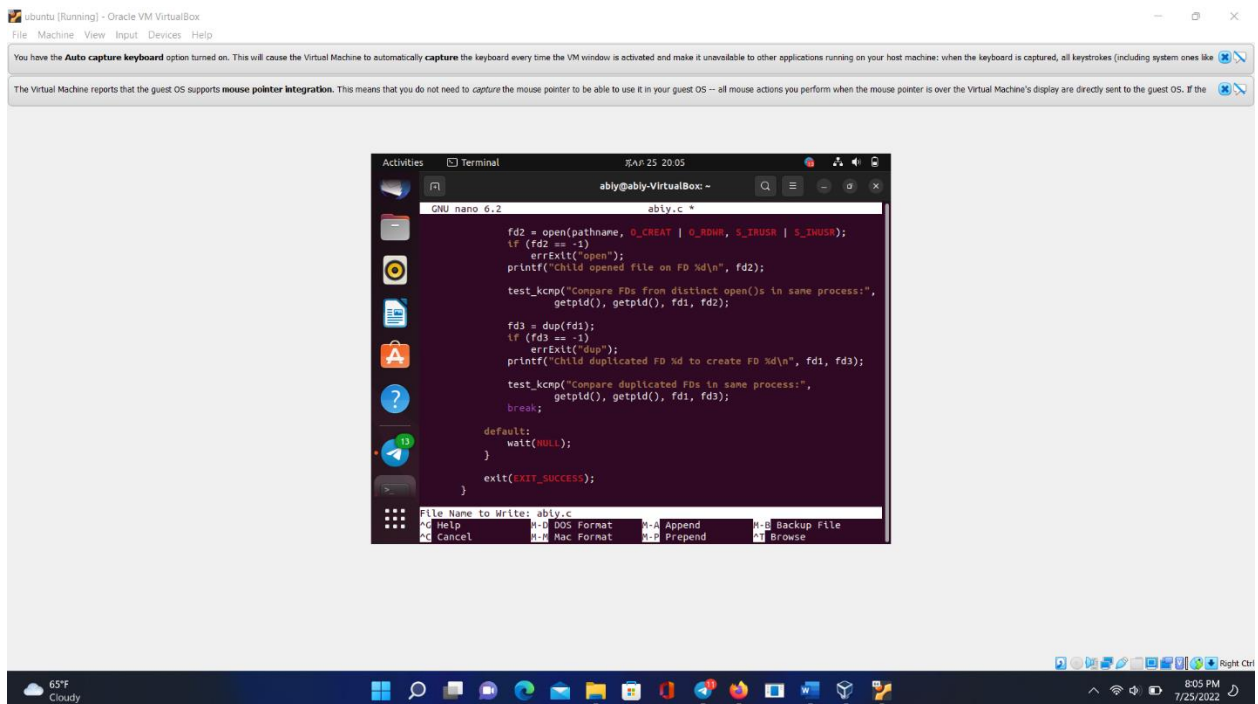 ubuntu [Running] - Oracle VM VirtualBox
File Machine View Input Devices Help
You have the Auto capture keyboard option turned on. This will cause the Virtual Machine to automatically capture the keyboard every time the VM window is activated and make it unavailable to other applications running on your host machine: when the keyboard is captured, all keystrokes (including system ones like
The Virtual Machine reports that the guest OS supports mouse pointer integration. This means that you do not need to capture the mouse pointer to be able to use it in your guest OS -- all mouse actions you perform when the mouse pointer is over the Virtual Machine's display are directly sent to the guest OS. If the
Activities Terminal 25 20:05
abiy@abiy-VirtualBox: ~
GNU nano 6.2 abiy.c *
fd2 = open(pathname, O_CREAT | O_RDWR, S_IRUSR | S_IWUSR);
if (fd2 == -1)
errExit("open");
printf("Child opened file on FD %d\n", fd2);
test_kcmp("Compare FDs from distinct open()s in same process:",
getpid(), getpid(), fd1, fd2);
fd3 = dup(fd1);
if (fd3 == -1)
errExit("dup");
printf("Child duplicated FD %d to create FD %d\n", fd1, fd3);
test_kcmp("Compare duplicated FDs in same process:",
getpid(), getpid(), fd1, fd3);
break;
default:
wait(NULL);
}
exit(EXIT_SUCCESS);
}
13
File Name to Write: abiy.c
^G Help M-D DOS Format M-A Append M-B Backup File
^C Cancel M-M Mac Format M-P Prepend ^T Browse
Right Ctrl
65°F
Cloudy
8:05 PM
7/25/2022